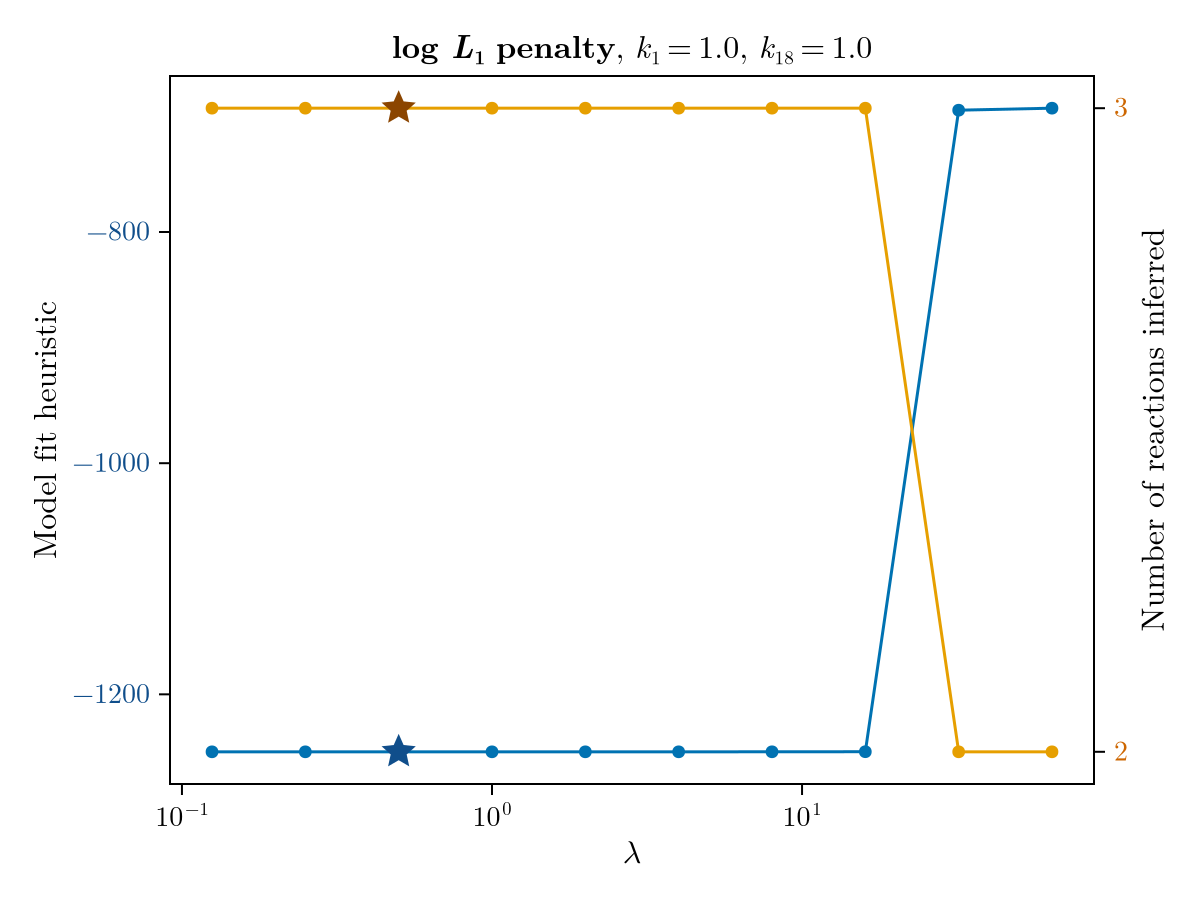 log L₁ penalty, k₁ = 1.0, k₁₈ = 1.0
Model fit heuristic
−800
−1000
−1200
3
2
Number of reactions inferred
10⁻¹
10⁰
10¹
λ